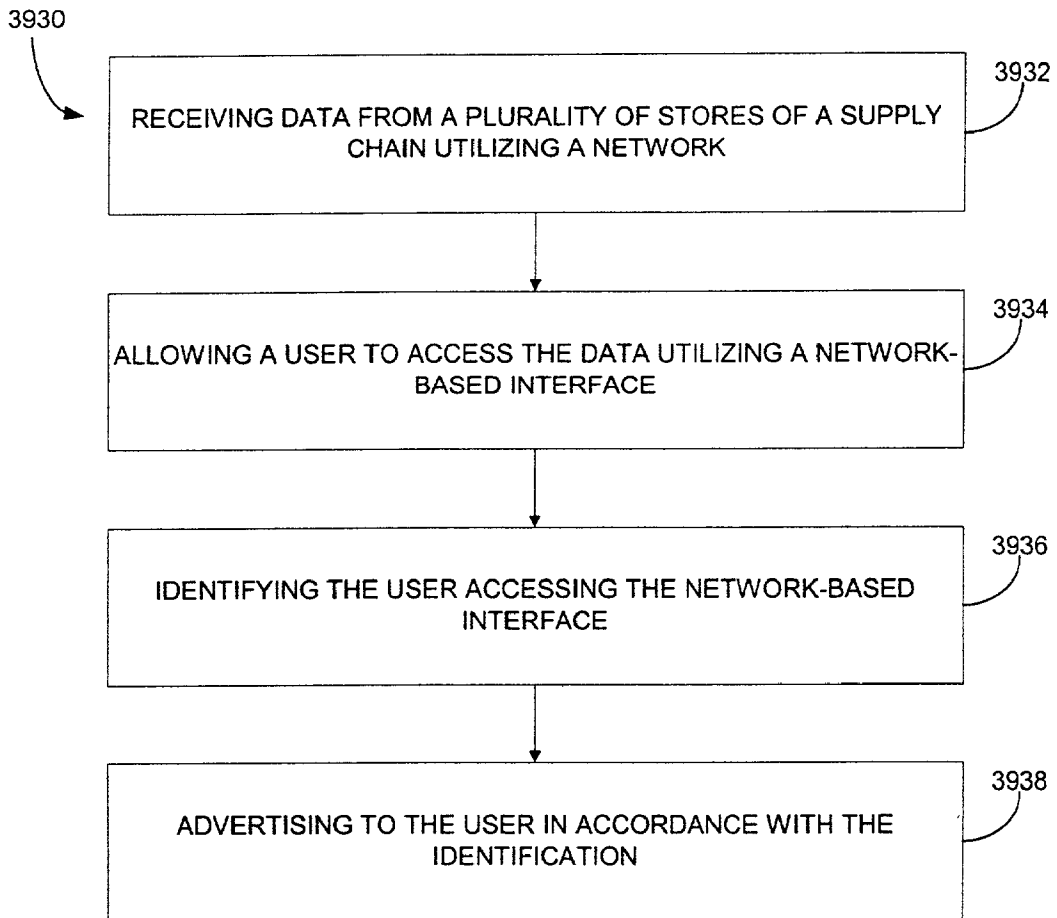 3930
3932
RECEIVING DATA FROM A PLURALITY OF STORES OF A SUPPLY
CHAIN UTILIZING A NETWORK
3934
ALLOWING A USER TO ACCESS THE DATA UTILIZING A NETWORK-
BASED INTERFACE
3936
IDENTIFYING THE USER ACCESSING THE NETWORK-BASED
INTERFACE
3938
ADVERTISING TO THE USER IN ACCORDANCE WITH THE
IDENTIFICATION